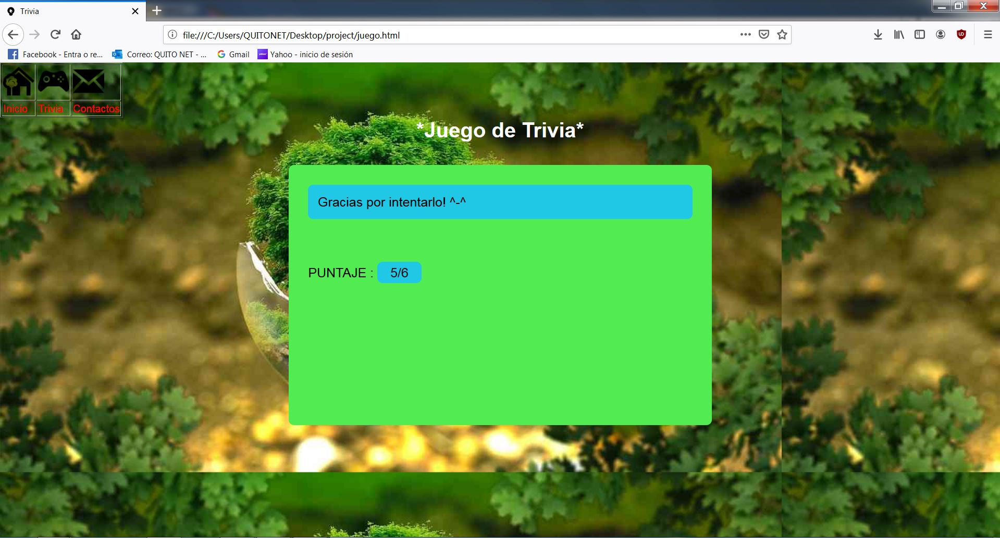 Trivia
file:///C:/Users/QUITONET/Desktop/project/juego.html
Facebook - Entra o re... Correo: QUITO NET - ... Gmail Yahoo - inicio de sesión
Inicio Trivia Contactos
*Juego de Trivia*
Gracias por intentarlo! ^-^
PUNTAJE : 5/6